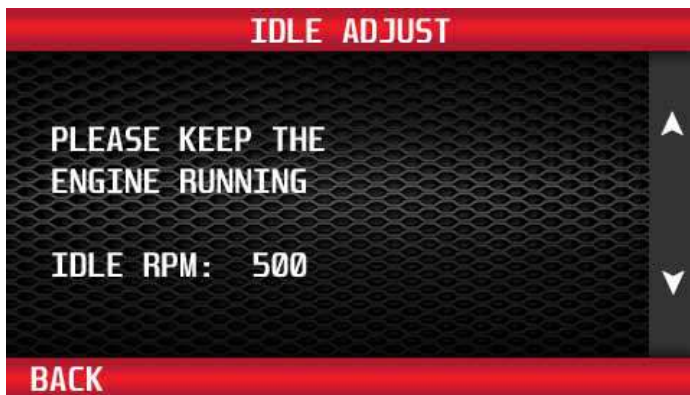 IDLE ADJUST
PLEASE KEEP THE
ENGINE RUNNING
IDLE RPM: 500
BACK